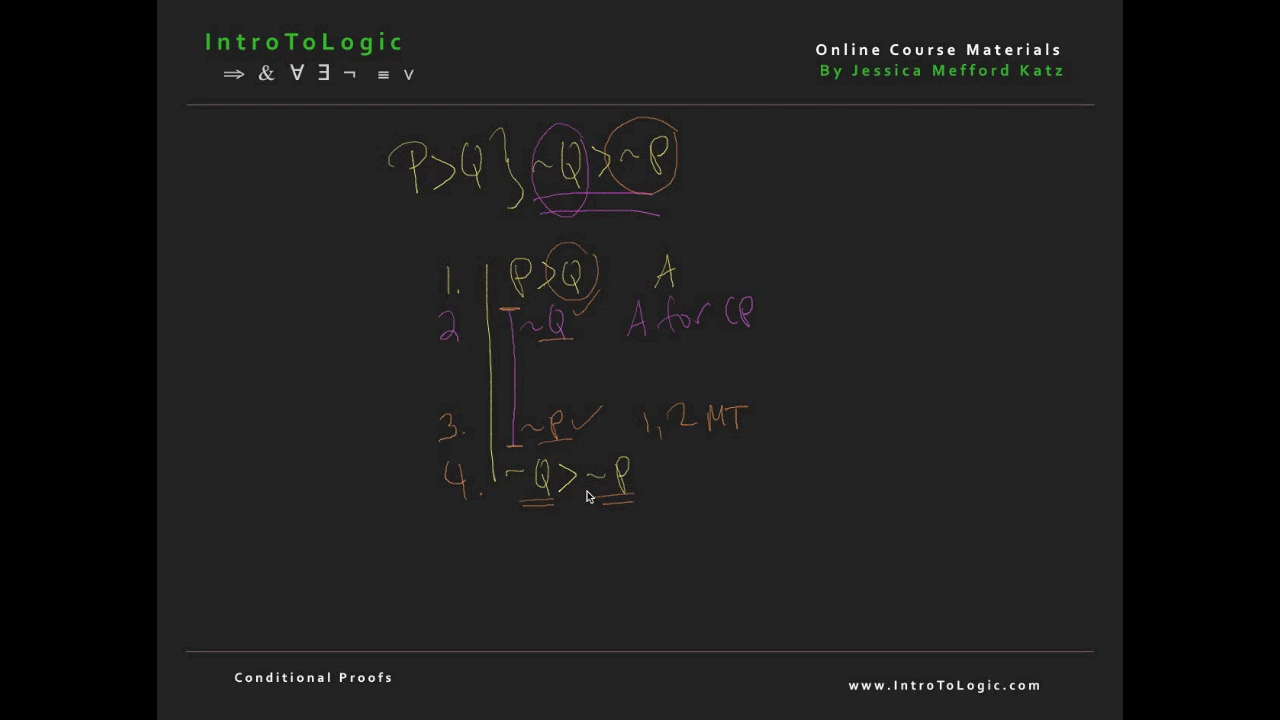 IntroToLogic
⇒ & ∀ ∃ ¬ ≡ v
Online Course Materials
By Jessica Mefford Katz
P>Q } ~Q > ~P
1. P>Q A
2 ~Q ✓ A for CP
3. ~P ✓ 1, 2 MT
4. ~Q > ~P
Conditional Proofs
www.IntroToLogic.com